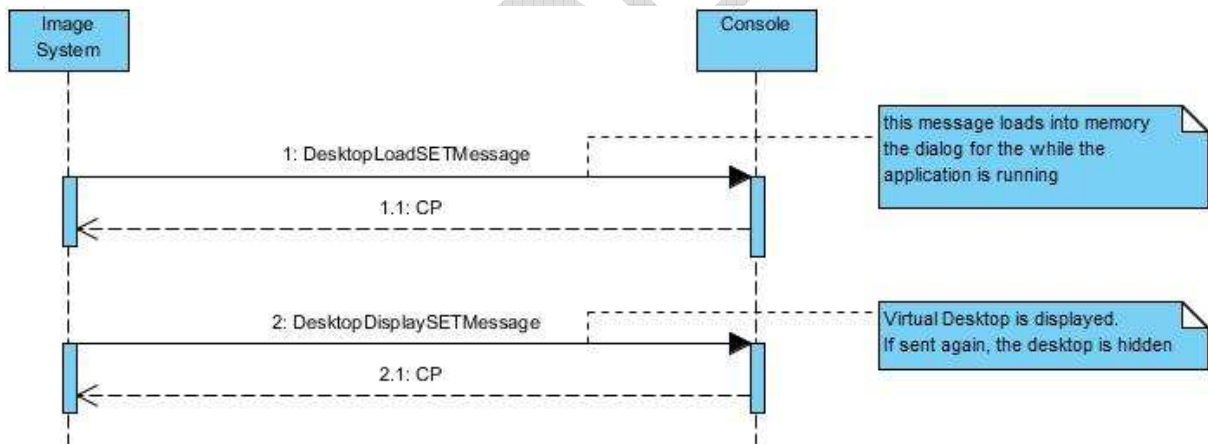 Image
System
Console
this message loads into memory
the dialog for the while the
application is running
1: DesktopLoadSETMessage
1.1: CP
2: DesktopDisplaySETMessage
Virtual Desktop is displayed.
If sent again, the desktop is hidden
2.1: CP